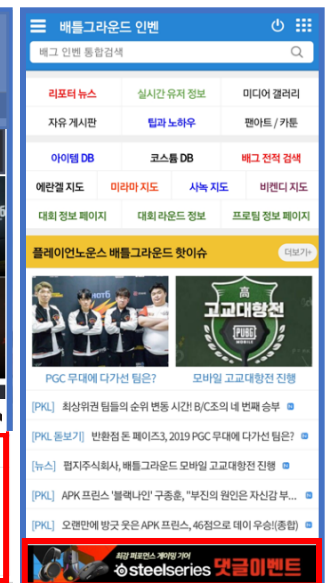 배틀그라운드 인벤
배그 인벤 통합검색
리포터 뉴스 실시간 유저 정보 미디어 갤러리
자유 게시판 팁과 노하우 팬아트 / 카툰
아이템 DB 코스튬 DB 배그 전적 검색
에란겔 지도 미라마 지도 사녹 지도 비켄디 지도
대회 정보 페이지 대회 라운드 정보 프로팀 정보 페이지
플레이언노운스 배틀그라운드 핫이슈 더보기+
高
고교대항전
PUBG
MOBILE
PGC 무대에 다가선 팀은? 모바일 고교대항전 진행
[PKL] 최상위권 팀들의 순위 변동 시간! B/C조의 네 번째 승부
[PKL 돋보기] 반환점 돈 페이즈3, 2019 PGC 무대에 다가선 팀은?
[뉴스] 펍지주식회사, 배틀그라운드 모바일 고교대항전 진행
[PKL] APK 프린스 '블랙나인' 구종훈, "부진의 원인은 자신감 부...
[PKL] 오랜만에 방긋 웃은 APK 프린스, 46점으로 데이 우승!(종합)
최강 퍼포먼스 게이밍 기어
steelseries 댓글이벤트